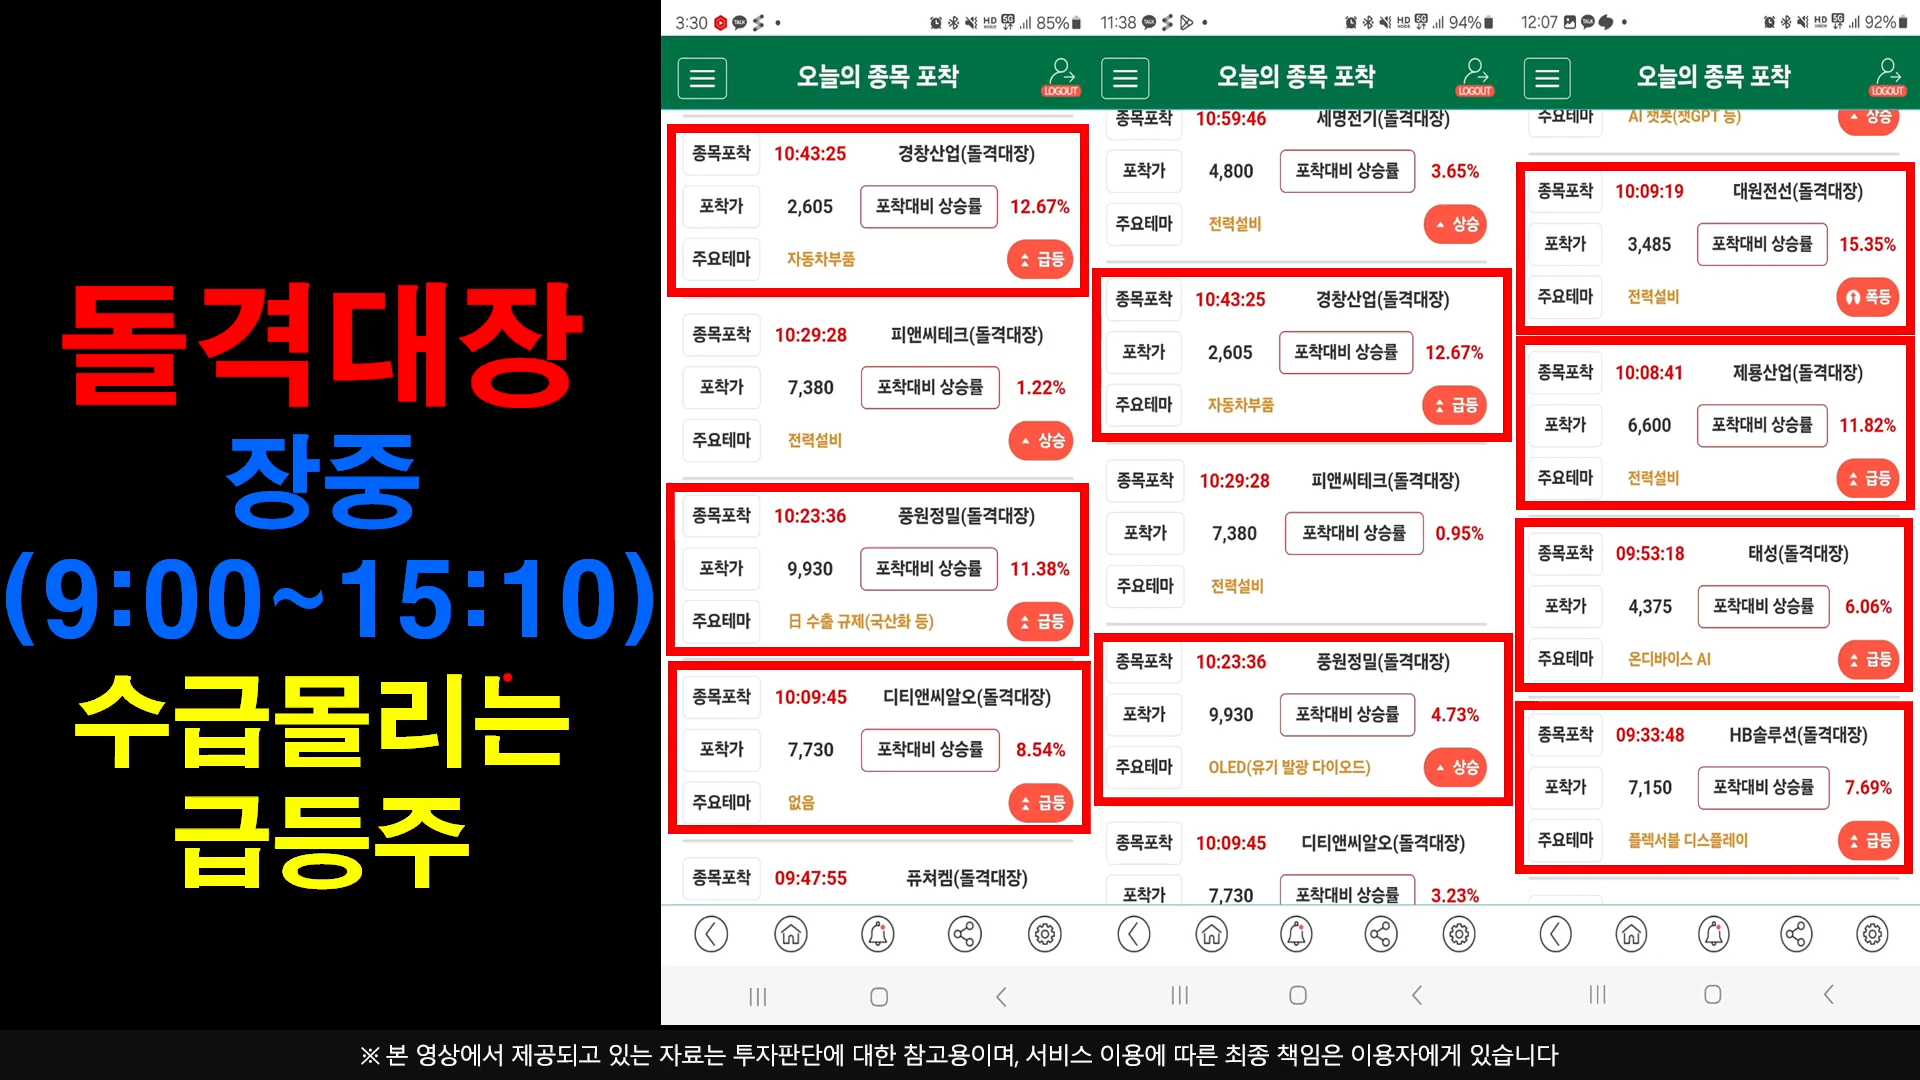 돌격대장
장중
(9:00~15:10)
수급몰리는
급등주
3:30 TALK HD VOICE 5G 85%
오늘의 종목 포착
LOGOUT
종목포착 10:43:25 경창산업(돌격대장)
포착가 2,605 포착대비 상승률 12.67%
주요테마 자동차부품 급등
종목포착 10:29:28 피앤씨테크(돌격대장)
포착가 7,380 포착대비 상승률 1.22%
주요테마 전력설비 상승
종목포착 10:23:36 풍원정밀(돌격대장)
포착가 9,930 포착대비 상승률 11.38%
주요테마 日 수출 규제(국산화 등) 급등
종목포착 10:09:45 디티앤씨알오(돌격대장)
포착가 7,730 포착대비 상승률 8.54%
주요테마 없음 급등
종목포착 09:47:55 퓨쳐켐(돌격대장)
11:38 TALK HD VOICE 5G 94%
오늘의 종목 포착
LOGOUT
종목포착 10:59:46 세명전기(돌격대장)
포착가 4,800 포착대비 상승률 3.65%
주요테마 전력설비 상승
종목포착 10:43:25 경창산업(돌격대장)
포착가 2,605 포착대비 상승률 12.67%
주요테마 자동차부품 급등
종목포착 10:29:28 피앤씨테크(돌격대장)
포착가 7,380 포착대비 상승률 0.95%
주요테마 전력설비
종목포착 10:23:36 풍원정밀(돌격대장)
포착가 9,930 포착대비 상승률 4.73%
주요테마 OLED(유기 발광 다이오드) 상승
종목포착 10:09:45 디티앤씨알오(돌격대장)
포착가 7,730 포착대비 상승률 3.23%
12:07 TALK HD VOICE 5G 92%
오늘의 종목 포착
LOGOUT
주요테마 AI 챗봇(챗GPT 등) 상승
종목포착 10:09:19 대원전선(돌격대장)
포착가 3,485 포착대비 상승률 15.35%
주요테마 전력설비 폭등
종목포착 10:08:41 제룡산업(돌격대장)
포착가 6,600 포착대비 상승률 11.82%
주요테마 전력설비 급등
종목포착 09:53:18 태성(돌격대장)
포착가 4,375 포착대비 상승률 6.06%
주요테마 온디바이스 AI 급등
종목포착 09:33:48 HB솔루션(돌격대장)
포착가 7,150 포착대비 상승률 7.69%
주요테마 플렉서블 디스플레이 급등
※ 본 영상에서 제공되고 있는 자료는 투자판단에 대한 참고용이며, 서비스 이용에 따른 최종 책임은 이용자에게 있습니다